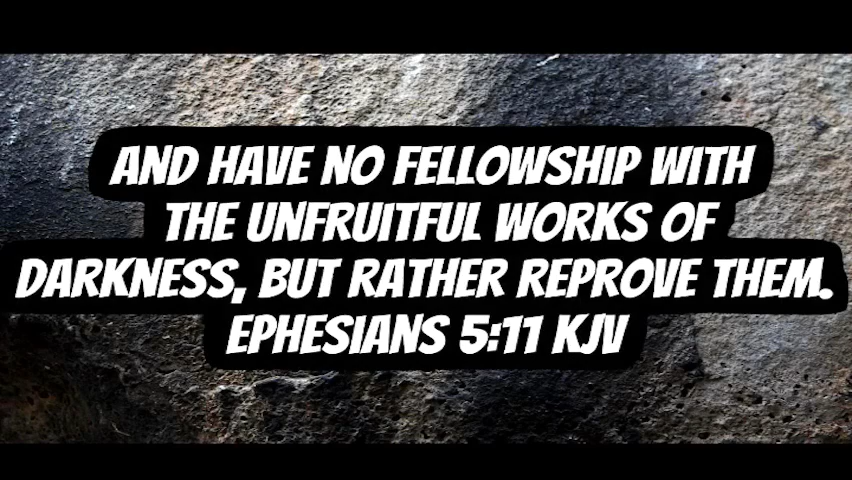 AND HAVE NO FELLOWSHIP WITH
THE UNFRUITFUL WORKS OF
DARKNESS, BUT RATHER REPROVE THEM.
EPHESIANS 5:11 KJV